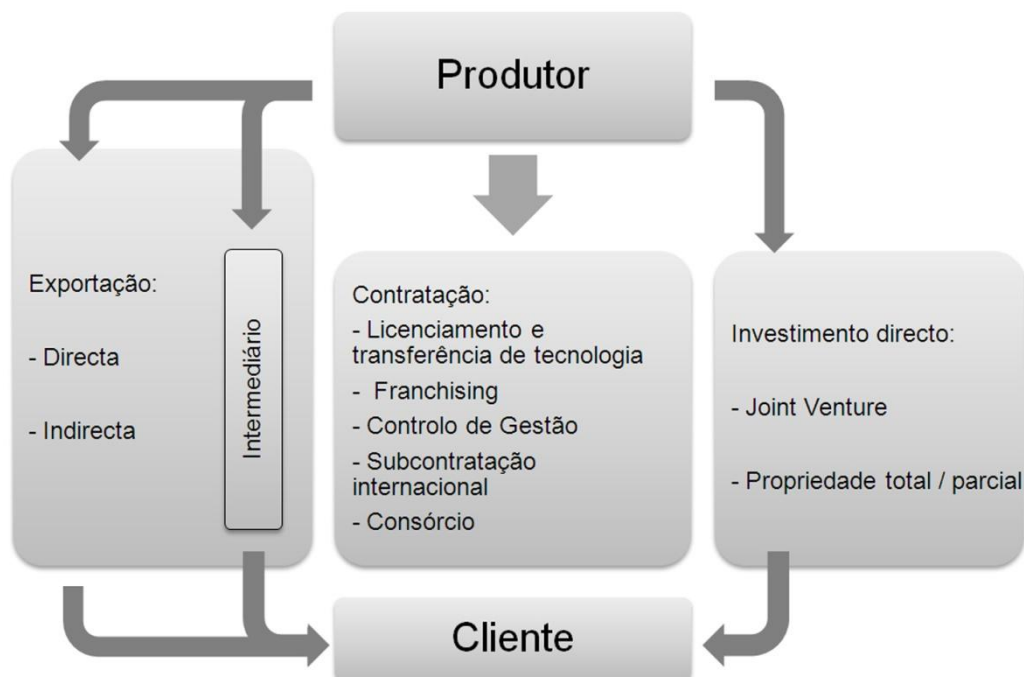 Produtor
Exportação:
- Directa
- Indirecta
Intermediário
Contratação:
- Licenciamento e
transferência de tecnologia
- Franchising
- Controlo de Gestão
- Subcontratação
internacional
- Consórcio
Investimento directo:
- Joint Venture
- Propriedade total / parcial
Cliente